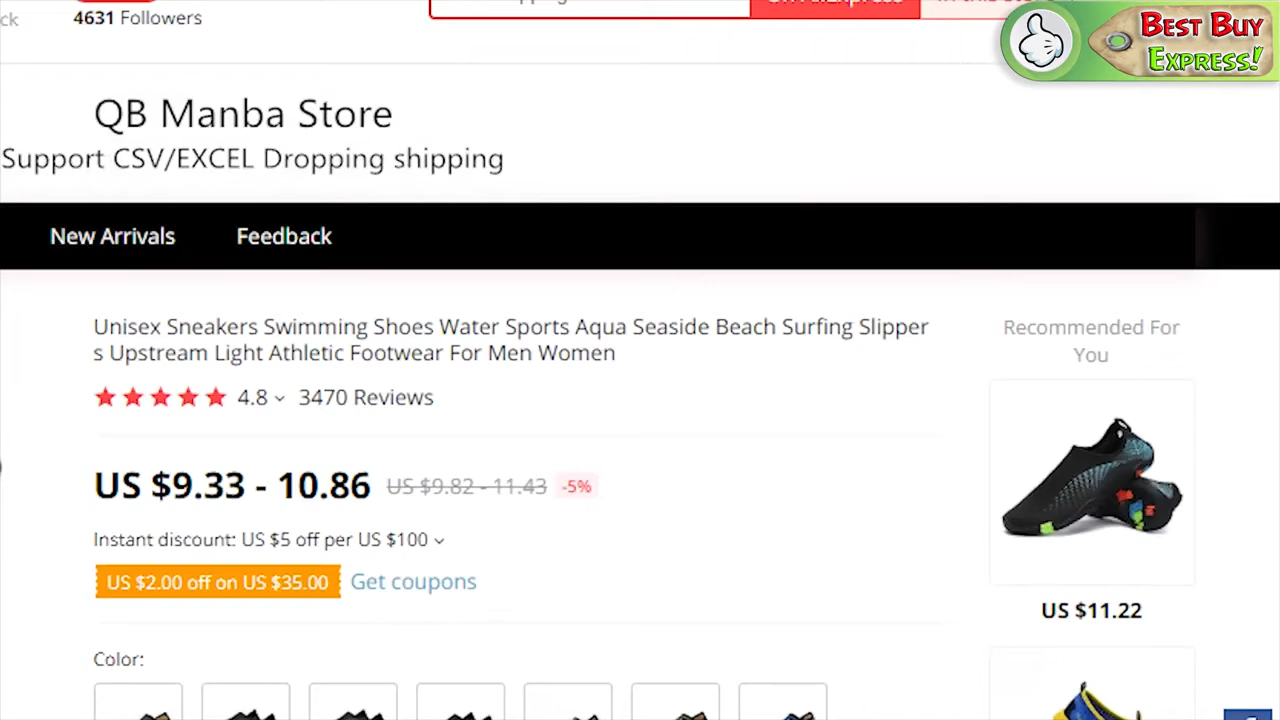 4631 Followers
BEST BUY
EXPRESS!
QB Manba Store
Support CSV/EXCEL Dropping shipping
New Arrivals
Feedback
Unisex Sneakers Swimming Shoes Water Sports Aqua Seaside Beach Surfing Slipper
s Upstream Light Athletic Footwear For Men Women
4.8
3470 Reviews
US $9.33 - 10.86
US $9.82 - 11.43
-5%
Instant discount: US $5 off per US $100
US $2.00 off on US $35.00
Get coupons
Color:
Recommended For
You
US $11.22